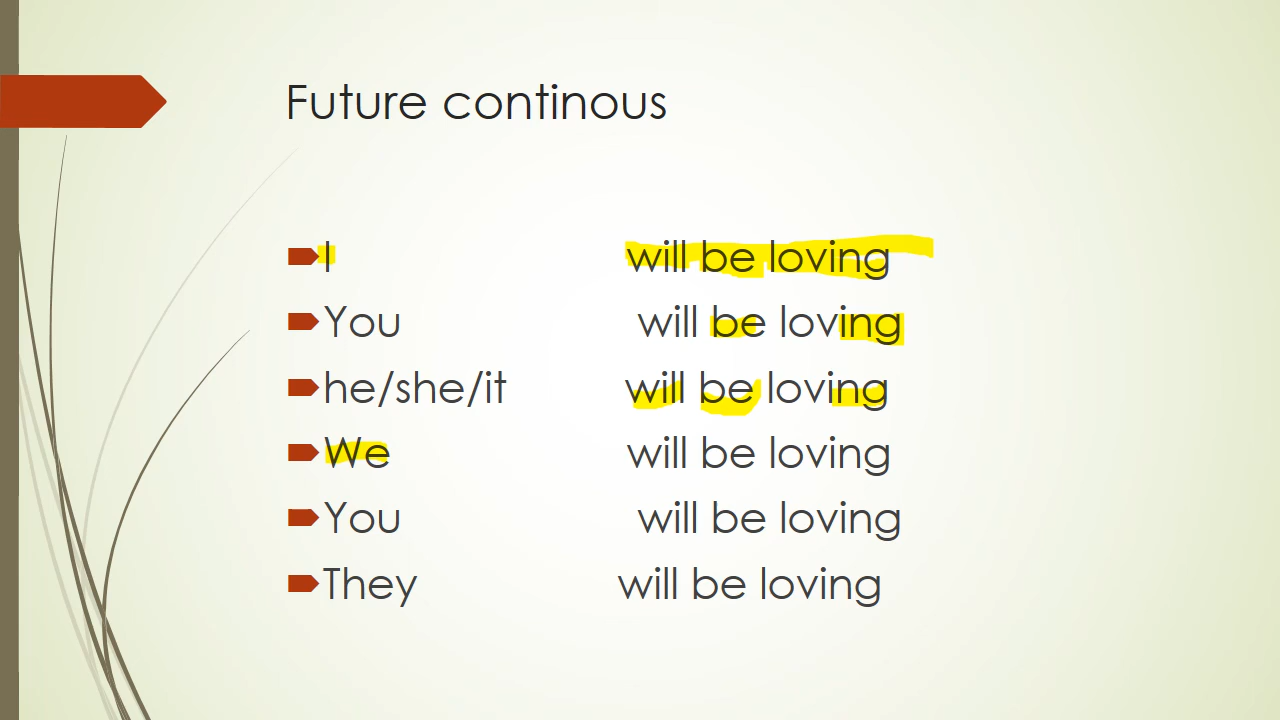 Future continous
I will be loving
You will be loving
he/she/it will be loving
We will be loving
You will be loving
They will be loving